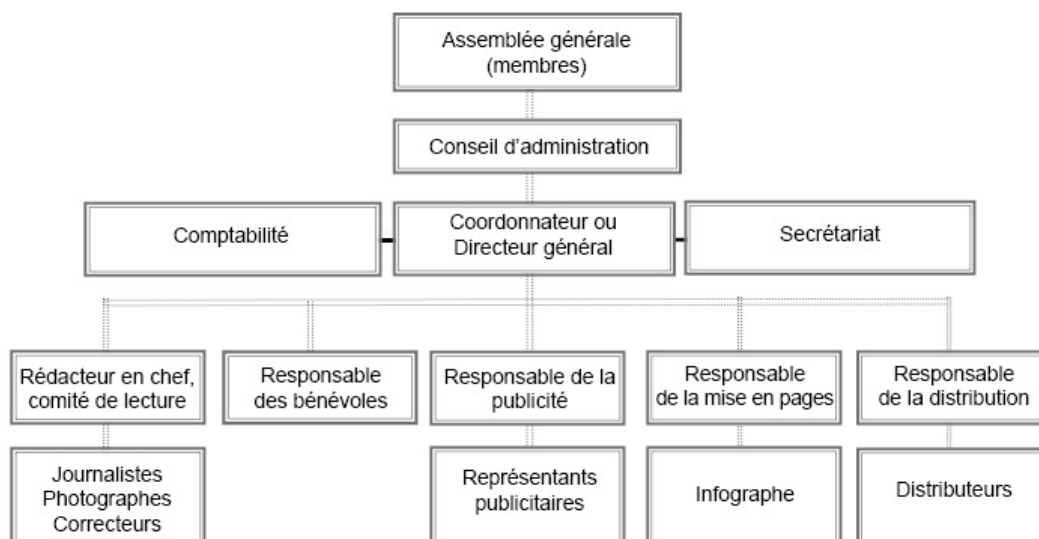 Assemblée générale
(membres)
Conseil d'administration
Comptabilité
Coordonnateur ou
Directeur général
Secrétariat
Rédacteur en chef,
comité de lecture
Responsable
des bénévoles
Responsable de la
publicité
Responsable
de la mise en pages
Responsable
de la distribution
Journalistes
Photographes
Correcteurs
Représentants
publicitaires
Infographe
Distributeurs